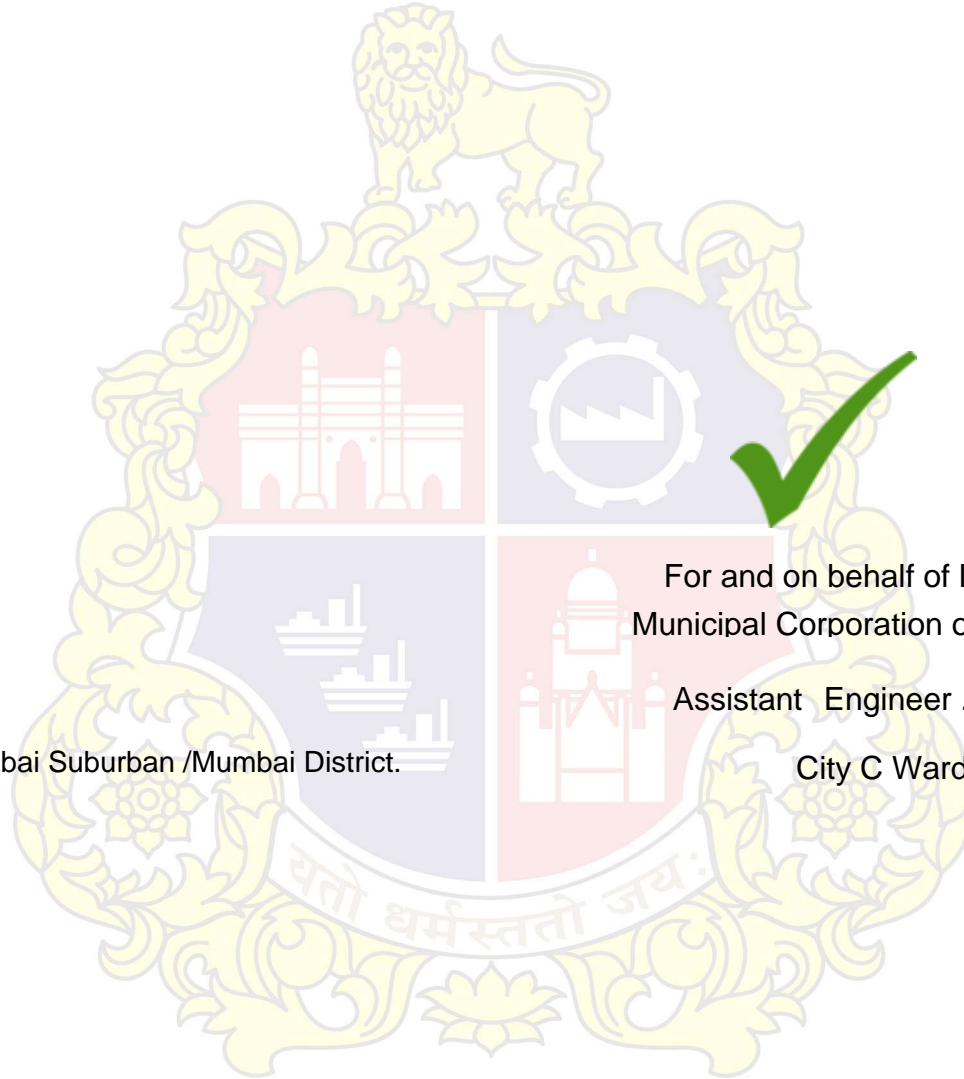 For and on behalf of
Municipal Corporation
Assistant Engineer .
bai Suburban /Mumbai District.
City C Ward
यतो धर्मस्ततो जय: